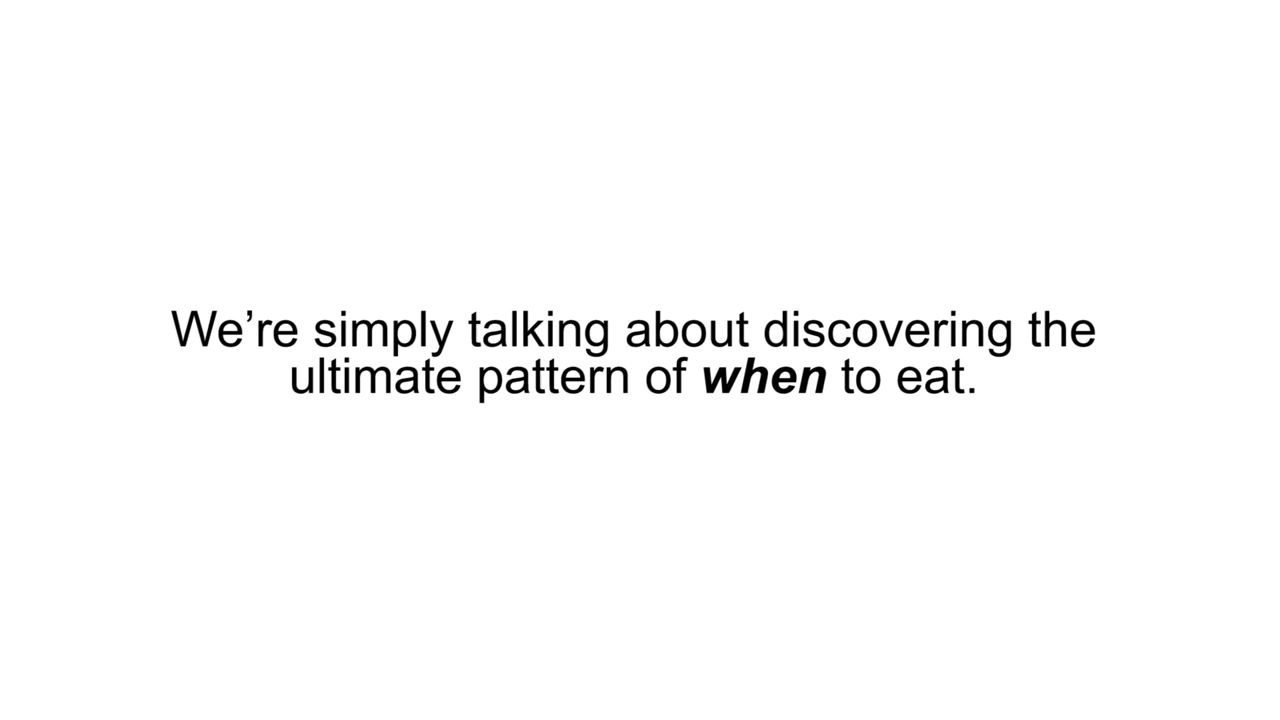 We’re simply talking about discovering the
ultimate pattern of when to eat.